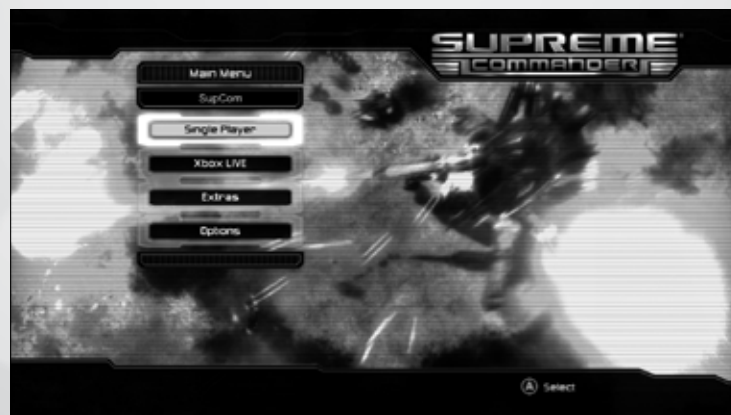 SUPREME
COMMANDER
Main Menu
SupCom
Single Player
Xbox LIVE
Extras
Options
A Select